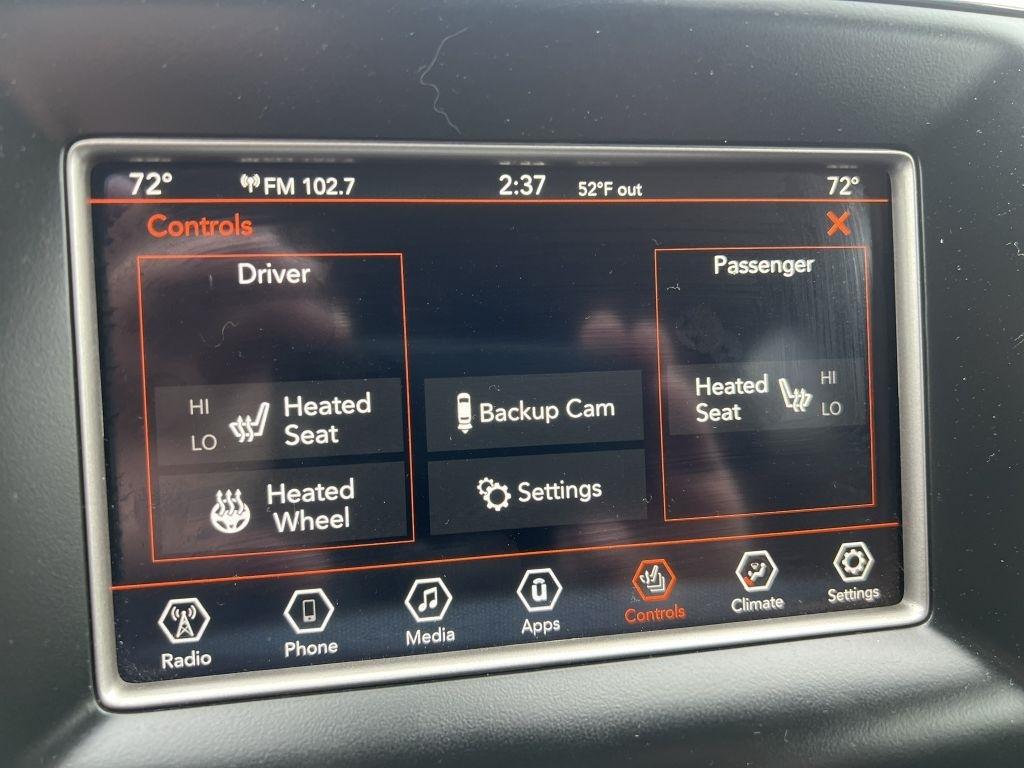 72° FM 102.7 2:37 52°F out 72°
Controls X
Driver
HI
LO
Heated
Seat
Heated
Wheel
Backup Cam
Settings
Passenger
Heated
Seat
HI
LO
Radio
Phone
Media
Apps
Controls
Climate
Settings